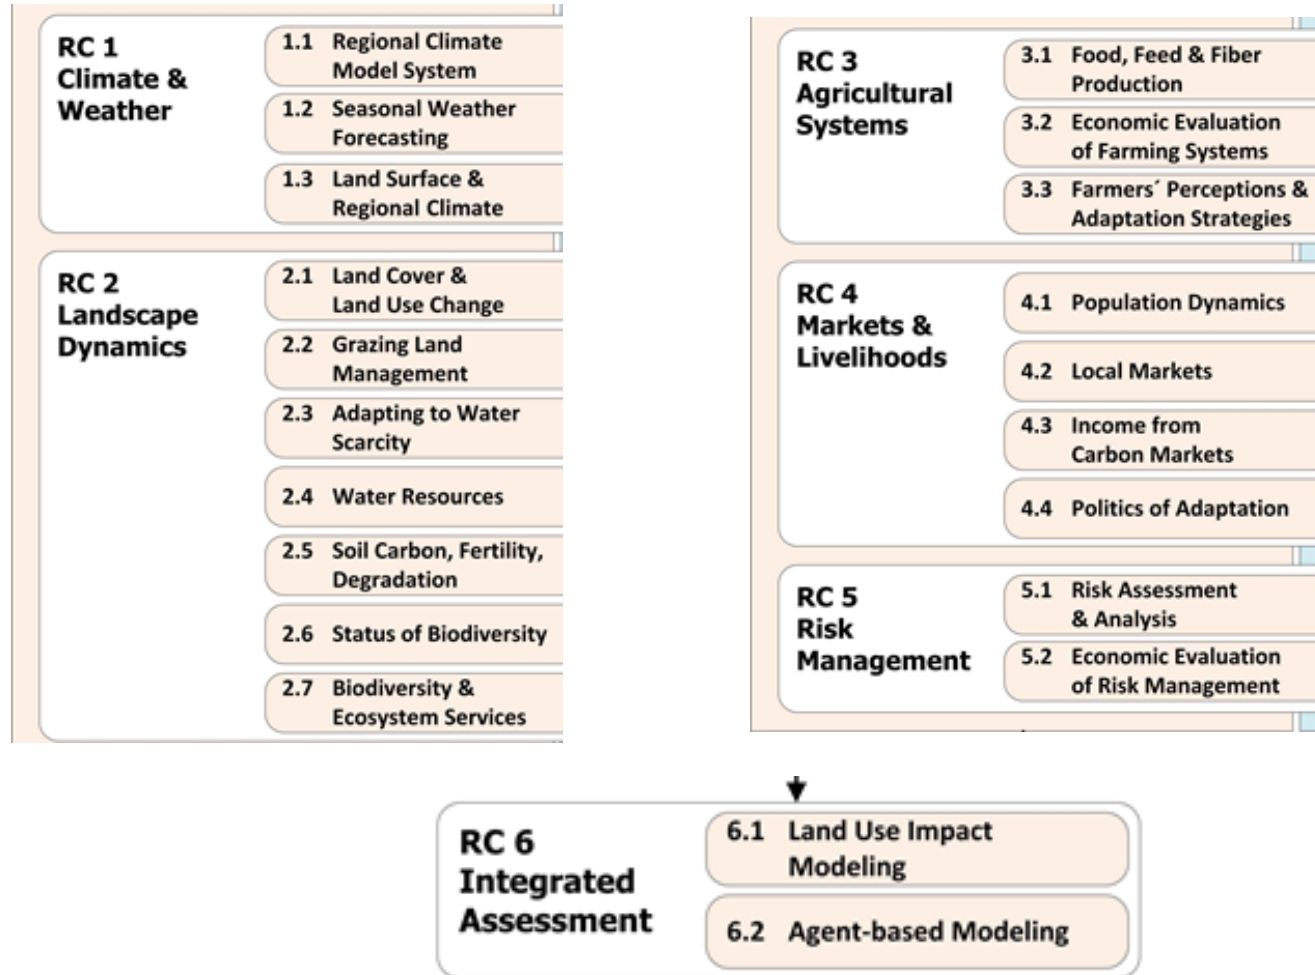 RC 1
Climate &
Weather
1.1 Regional Climate
Model System
1.2 Seasonal Weather
Forecasting
1.3 Land Surface &
Regional Climate
RC 2
Landscape
Dynamics
2.1 Land Cover &
Land Use Change
2.2 Grazing Land
Management
2.3 Adapting to Water
Scarcity
2.4 Water Resources
2.5 Soil Carbon, Fertility,
Degradation
2.6 Status of Biodiversity
2.7 Biodiversity &
Ecosystem Services
RC 3
Agricultural
Systems
3.1 Food, Feed & Fiber
Production
3.2 Economic Evaluation
of Farming Systems
3.3 Farmers´ Perceptions &
Adaptation Strategies
RC 4
Markets &
Livelihoods
4.1 Population Dynamics
4.2 Local Markets
4.3 Income from
Carbon Markets
4.4 Politics of Adaptation
RC 5
Risk
Management
5.1 Risk Assessment
& Analysis
5.2 Economic Evaluation
of Risk Management
RC 6
Integrated
Assessment
6.1 Land Use Impact
Modeling
6.2 Agent-based Modeling